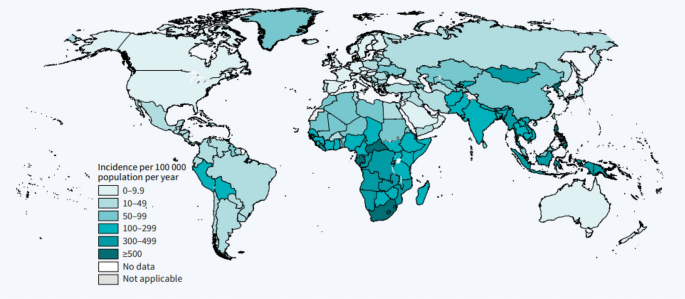 Incidence per 100 000
population per year
0–9.9
10–49
50–99
100–299
300–499
≥500
No data
Not applicable